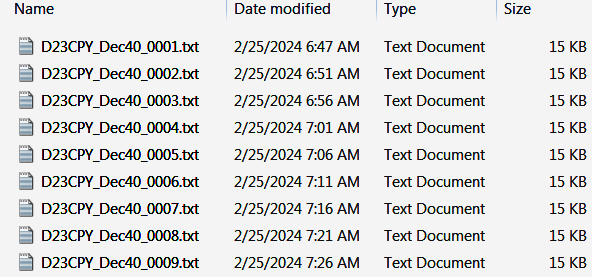 Name Date modified Type Size
D23CPY_Dec40_0001.txt 2/25/2024 6:47 AM Text Document 15 KB
D23CPY_Dec40_0002.txt 2/25/2024 6:51 AM Text Document 15 KB
D23CPY_Dec40_0003.txt 2/25/2024 6:56 AM Text Document 15 KB
D23CPY_Dec40_0004.txt 2/25/2024 7:01 AM Text Document 15 KB
D23CPY_Dec40_0005.txt 2/25/2024 7:06 AM Text Document 15 KB
D23CPY_Dec40_0006.txt 2/25/2024 7:11 AM Text Document 15 KB
D23CPY_Dec40_0007.txt 2/25/2024 7:16 AM Text Document 15 KB
D23CPY_Dec40_0008.txt 2/25/2024 7:21 AM Text Document 15 KB
D23CPY_Dec40_0009.txt 2/25/2024 7:26 AM Text Document 15 KB